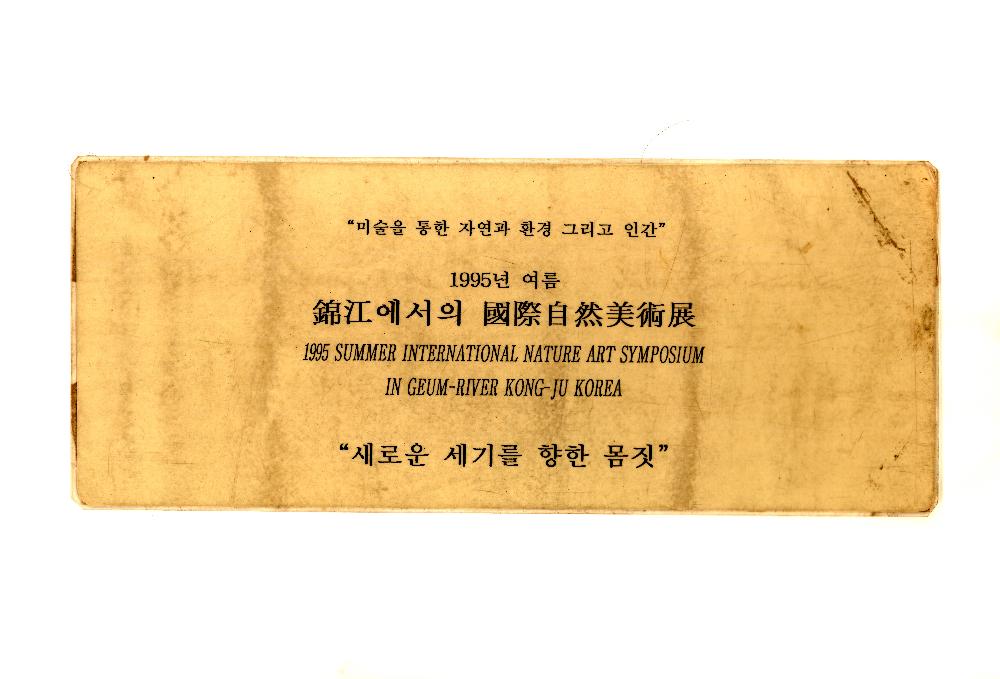 “미술을 통한 자연과 환경 그리고 인간”
1995년 여름
錦江에서의 國際自然美術展
1995 SUMMER INTERNATIONAL NATURE ART SYMPOSIUM
IN GEUM-RIVER KONG-JU KOREA
“새로운 세기를 향한 몸짓”